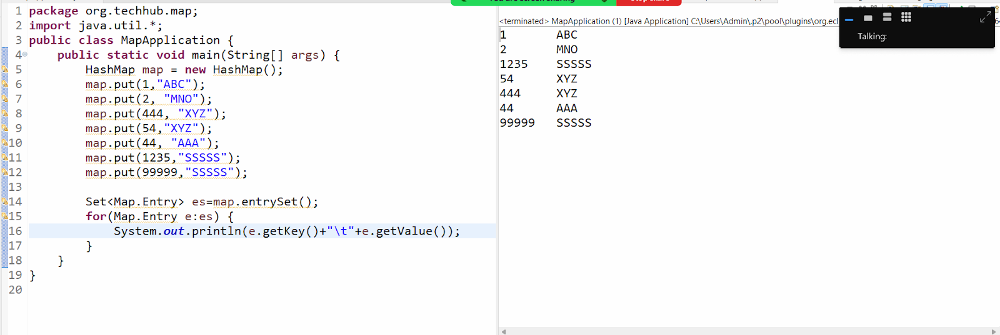 package org.techhub.map;
import java.util.*;
public class MapApplication {
public static void main(String[] args) {
HashMap map = new HashMap();
map.put(1,"ABC");
map.put(2, "MNO");
map.put(444, "XYZ");
map.put(54,"XYZ");
map.put(44, "AAA");
map.put(1235,"SSSSS");
map.put(99999,"SSSSS");
Set<Map.Entry> es=map.entrySet();
for(Map.Entry e:es) {
System.out.println(e.getKey()+"\t"+e.getValue());
}
}
}
1
2
3
4
5
6
7
8
9
10
11
12
13
14
15
16
17
18
19
20
<terminated> MapApplication (1) [Java Application] C:\Users\Admin\.p2\pool\plugins\org.ecl
1 ABC
2 MNO
1235 SSSSS
54 XYZ
444 XYZ
44 AAA
99999 SSSSS
Talking: